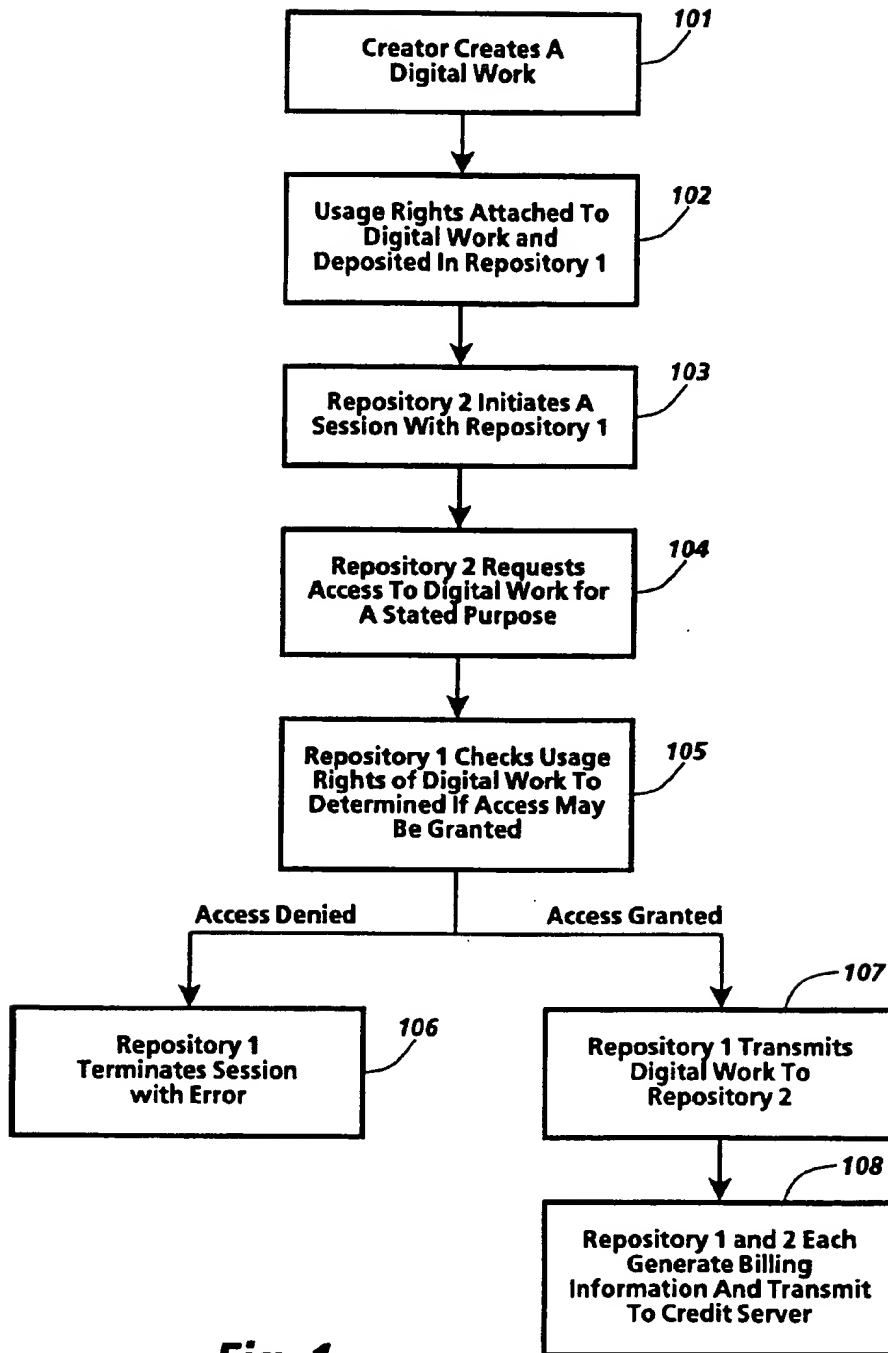 101
Creator Creates A
Digital Work
102
Usage Rights Attached To
Digital Work and
Deposited In Repository 1
103
Repository 2 Initiates A
Session With Repository 1
104
Repository 2 Requests
Access To Digital Work for
A Stated Purpose
105
Repository 1 Checks Usage
Rights of Digital Work To
Determined If Access May
Be Granted
Access Denied
Access Granted
106
Repository 1
Terminates Session
with Error
107
Repository 1 Transmits
Digital Work To
Repository 2
108
Repository 1 and 2 Each
Generate Billing
Information And Transmit
To Credit Server
Fig. 1